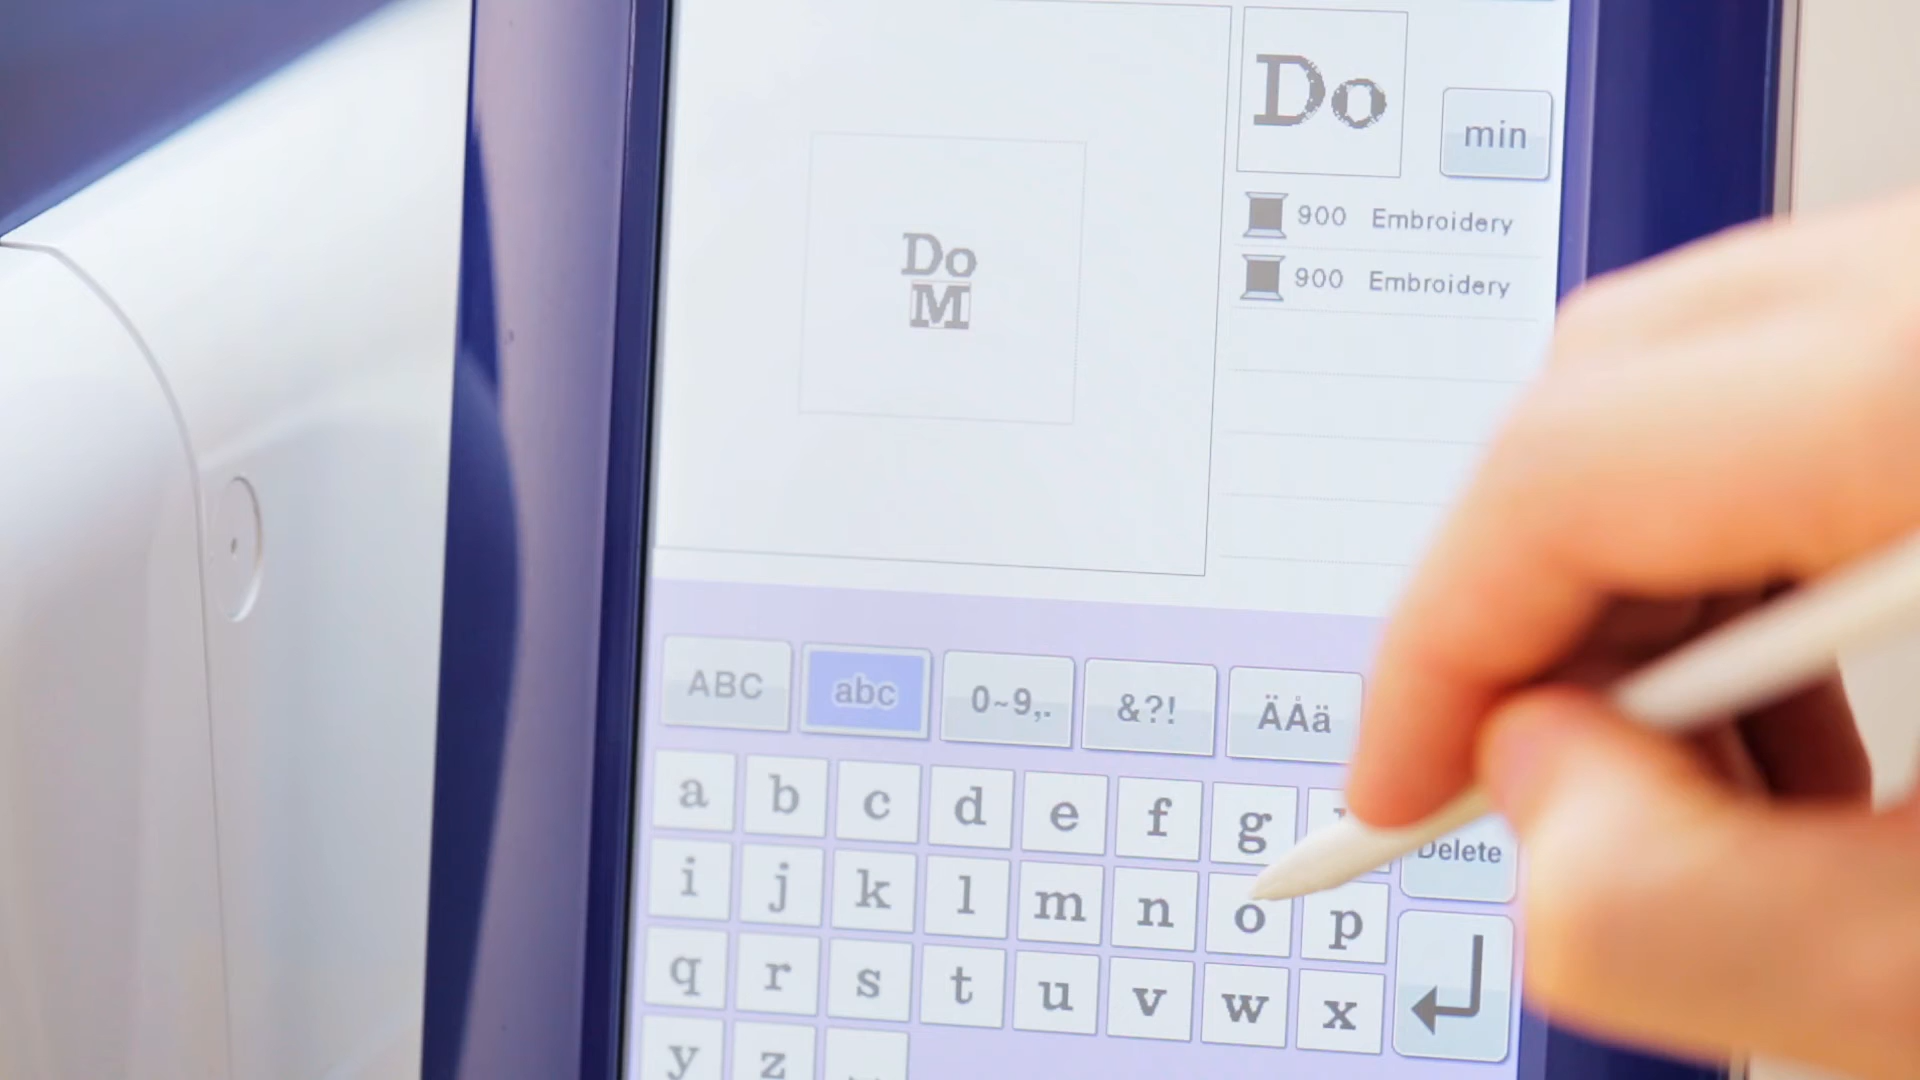 Do
min
900 Embroidery
900 Embroidery
Do
M
ABC abc 0~9,. &?! ÄÅä
a b c d e f g
Delete
i j k l m n o p
q r s t u v w x
y z